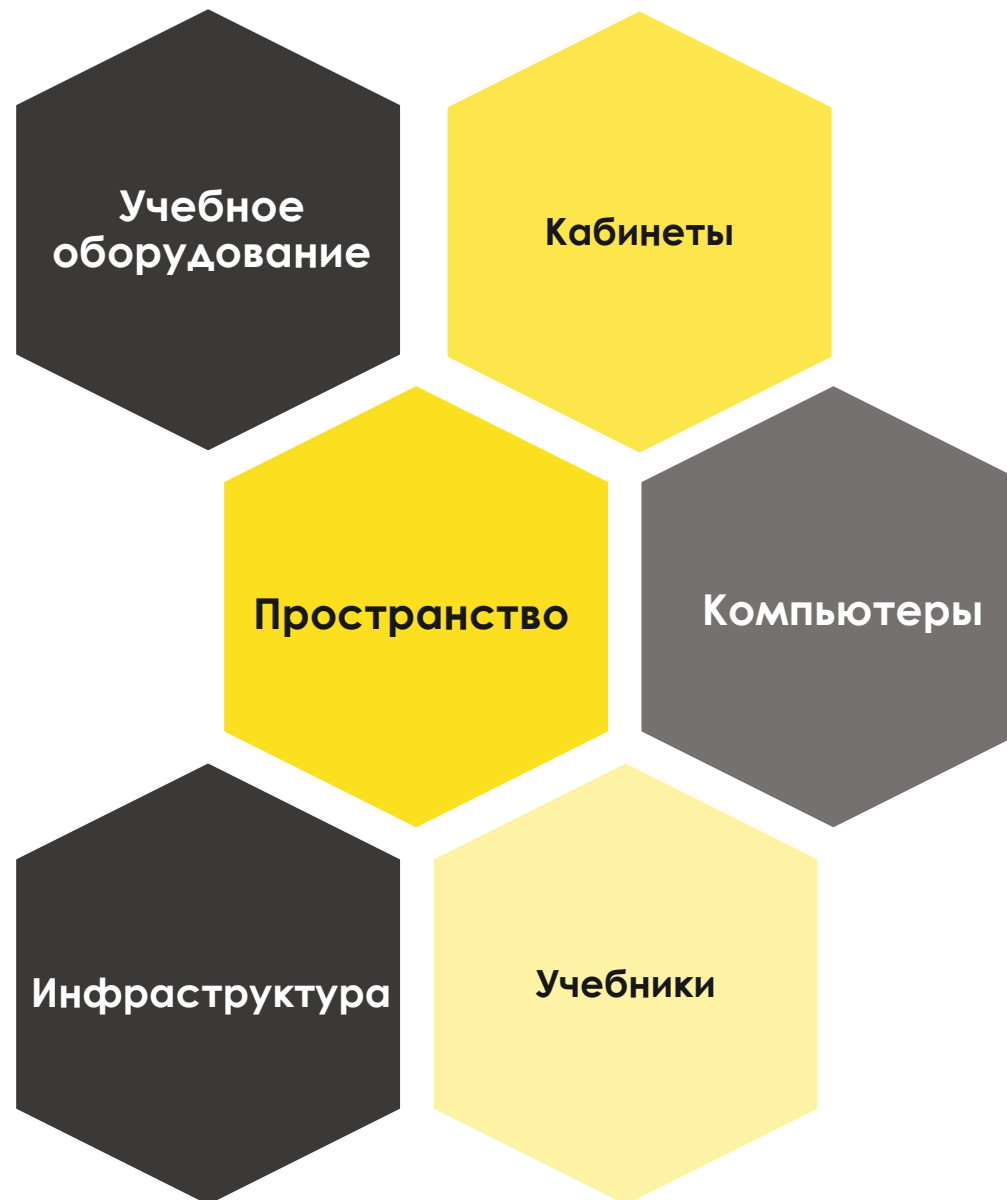 Учебное
оборудование
Кабинеты
Пространство
Компьютеры
Инфраструктура
Учебники